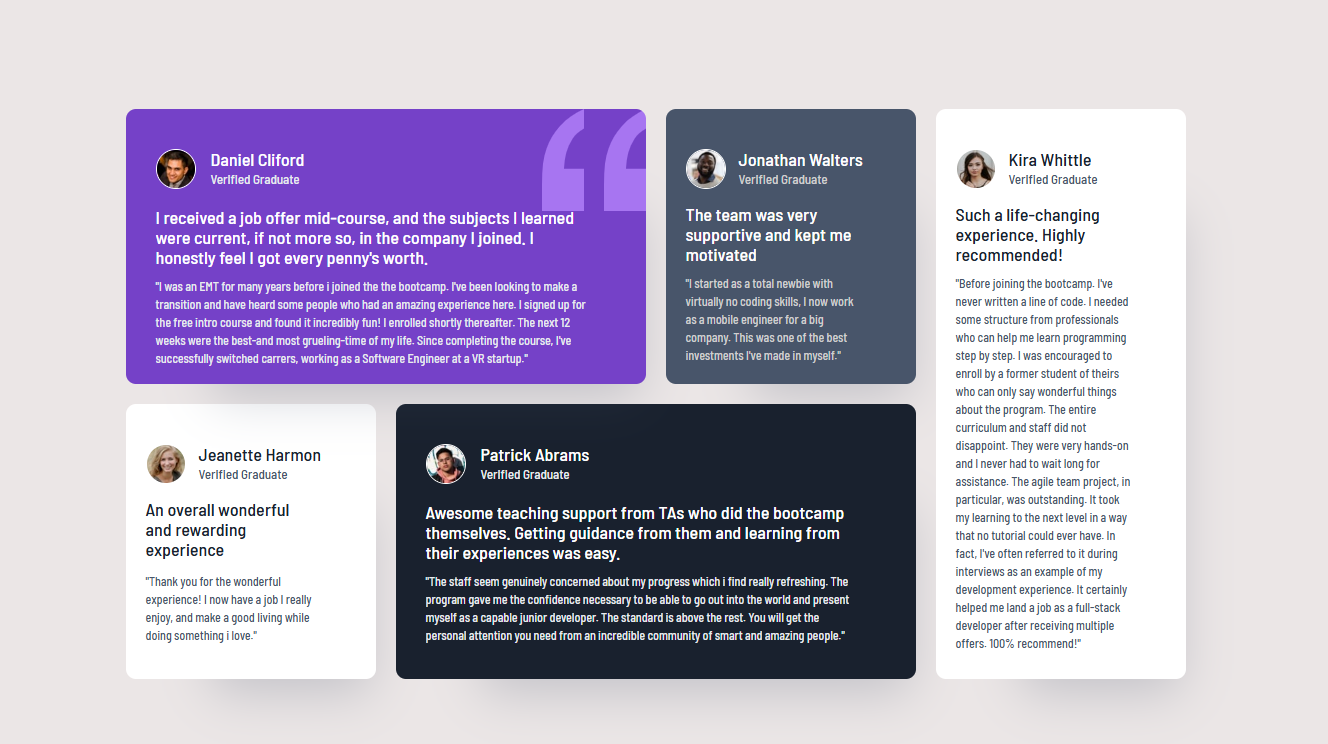 Daniel Cliford
Verified Graduate
I received a job offer mid-course, and the subjects I learned
were current, if not more so, in the company I joined. I
honestly feel I got every penny's worth.
"I was an EMT for many years before i joined the the bootcamp. I've been looking to make a
transition and have heard some people who had an amazing experience here. I signed up for
the free intro course and found it incredibly fun! I enrolled shortly thereafter. The next 12
weeks were the best-and most grueling-time of my life. Since completing the course, I've
successfully switched carrers, working as a Software Engineer at a VR startup."
Jonathan Walters
Verified Graduate
The team was very
supportive and kept me
motivated
"I started as a total newbie with
virtually no coding skills, I now work
as a mobile engineer for a big
company. This was one of the best
investments I've made in myself."
Kira Whittle
Verified Graduate
Such a life-changing
experience. Highly
recommended!
"Before joining the bootcamp. I've
never written a line of code. I needed
some structure from professionals
who can help me learn programming
step by step. I was encouraged to
enroll by a former student of theirs
who can only say wonderful things
about the program. The entire
curriculum and staff did not
disappoint. They were very hands-on
and I never had to wait long for
assistance. The agile team project, in
particular, was outstanding. It took
my learning to the next level in a way
that no tutorial could ever have. In
fact, I've often referred to it during
interviews as an example of my
development experience. It certainly
helped me land a job as a full-stack
developer after receiving multiple
offers. 100% recommend!"
Jeanette Harmon
Verified Graduate
An overall wonderful
and rewarding
experience
"Thank you for the wonderful
experience! I now have a job I really
enjoy, and make a good living while
doing something i love."
Patrick Abrams
Verified Graduate
Awesome teaching support from TAs who did the bootcamp
themselves. Getting guidance from them and learning from
their experiences was easy.
"The staff seem genuinely concerned about my progress which i find really refreshing. The
program gave me the confidence necessary to be able to go out into the world and present
myself as a capable junior developer. The standard is above the rest. You will get the
personal attention you need from an incredible community of smart and amazing people."